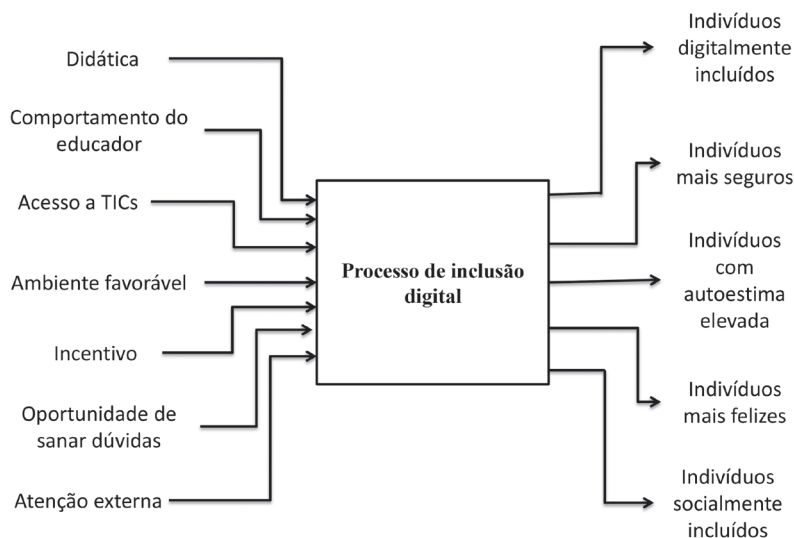 Didática
Comportamento do
educador
Acesso a TICs
Ambiente favorável
Incentivo
Oportunidade de
sanar dúvidas
Atenção externa
Processo de inclusão
digital
Indivíduos
digitalmente
incluídos
Indivíduos
mais seguros
Indivíduos
com
autoestima
elevada
Indivíduos
mais felizes
Indivíduos
socialmente
incluídos